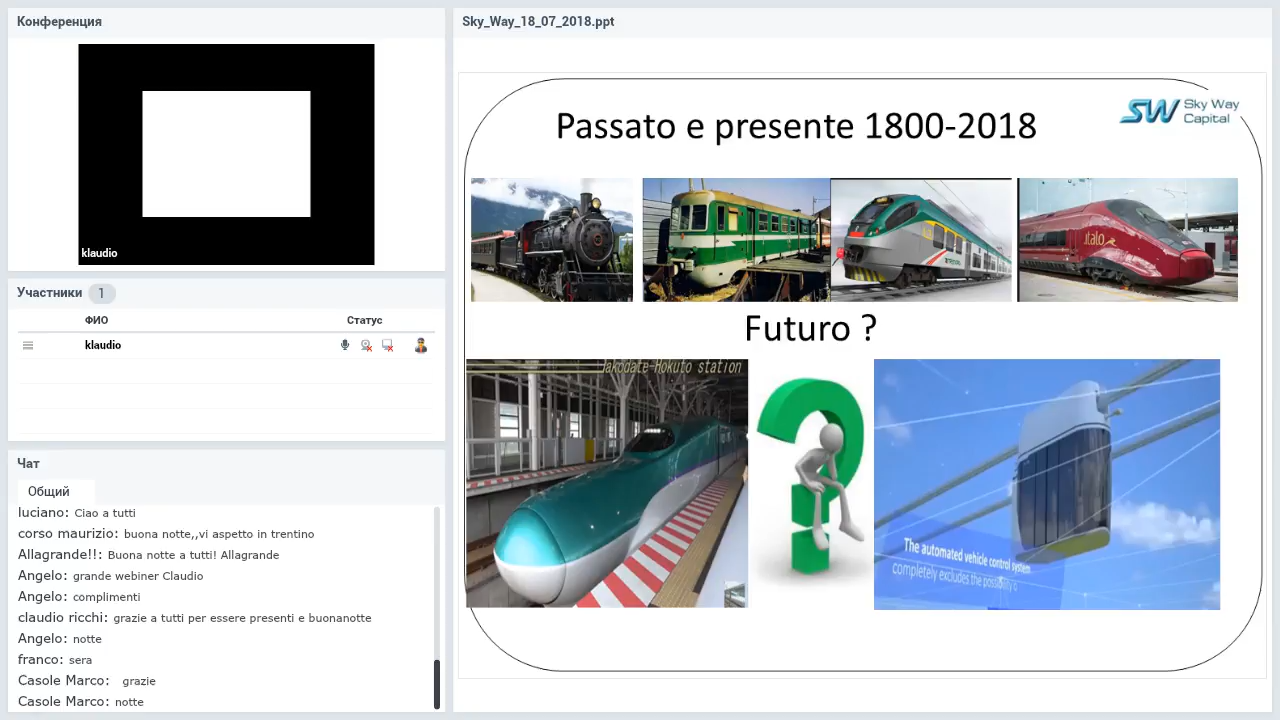 Конференция
klaudio
Участники 1
ФИО Статус
klaudio
Чат
Общий
luciano: Ciao a tutti
corso maurizio: buona notte,,vi aspetto in trentino
Allagrande!!: Buona notte a tutti! Allagrande
Angelo: grande webiner Claudio
Angelo: complimenti
claudio ricchi: grazie a tutti per essere presenti e buonanotte
Angelo: notte
franco: sera
Casole Marco: grazie
Casole Marco: notte
Sky_Way_18_07_2018.ppt
Passato e presente 1800-2018
SW Sky Way
Capital
italo
Futuro ?
Hakodate-Hokuto station
The automated vehicle control system
completely excludes the possibility o